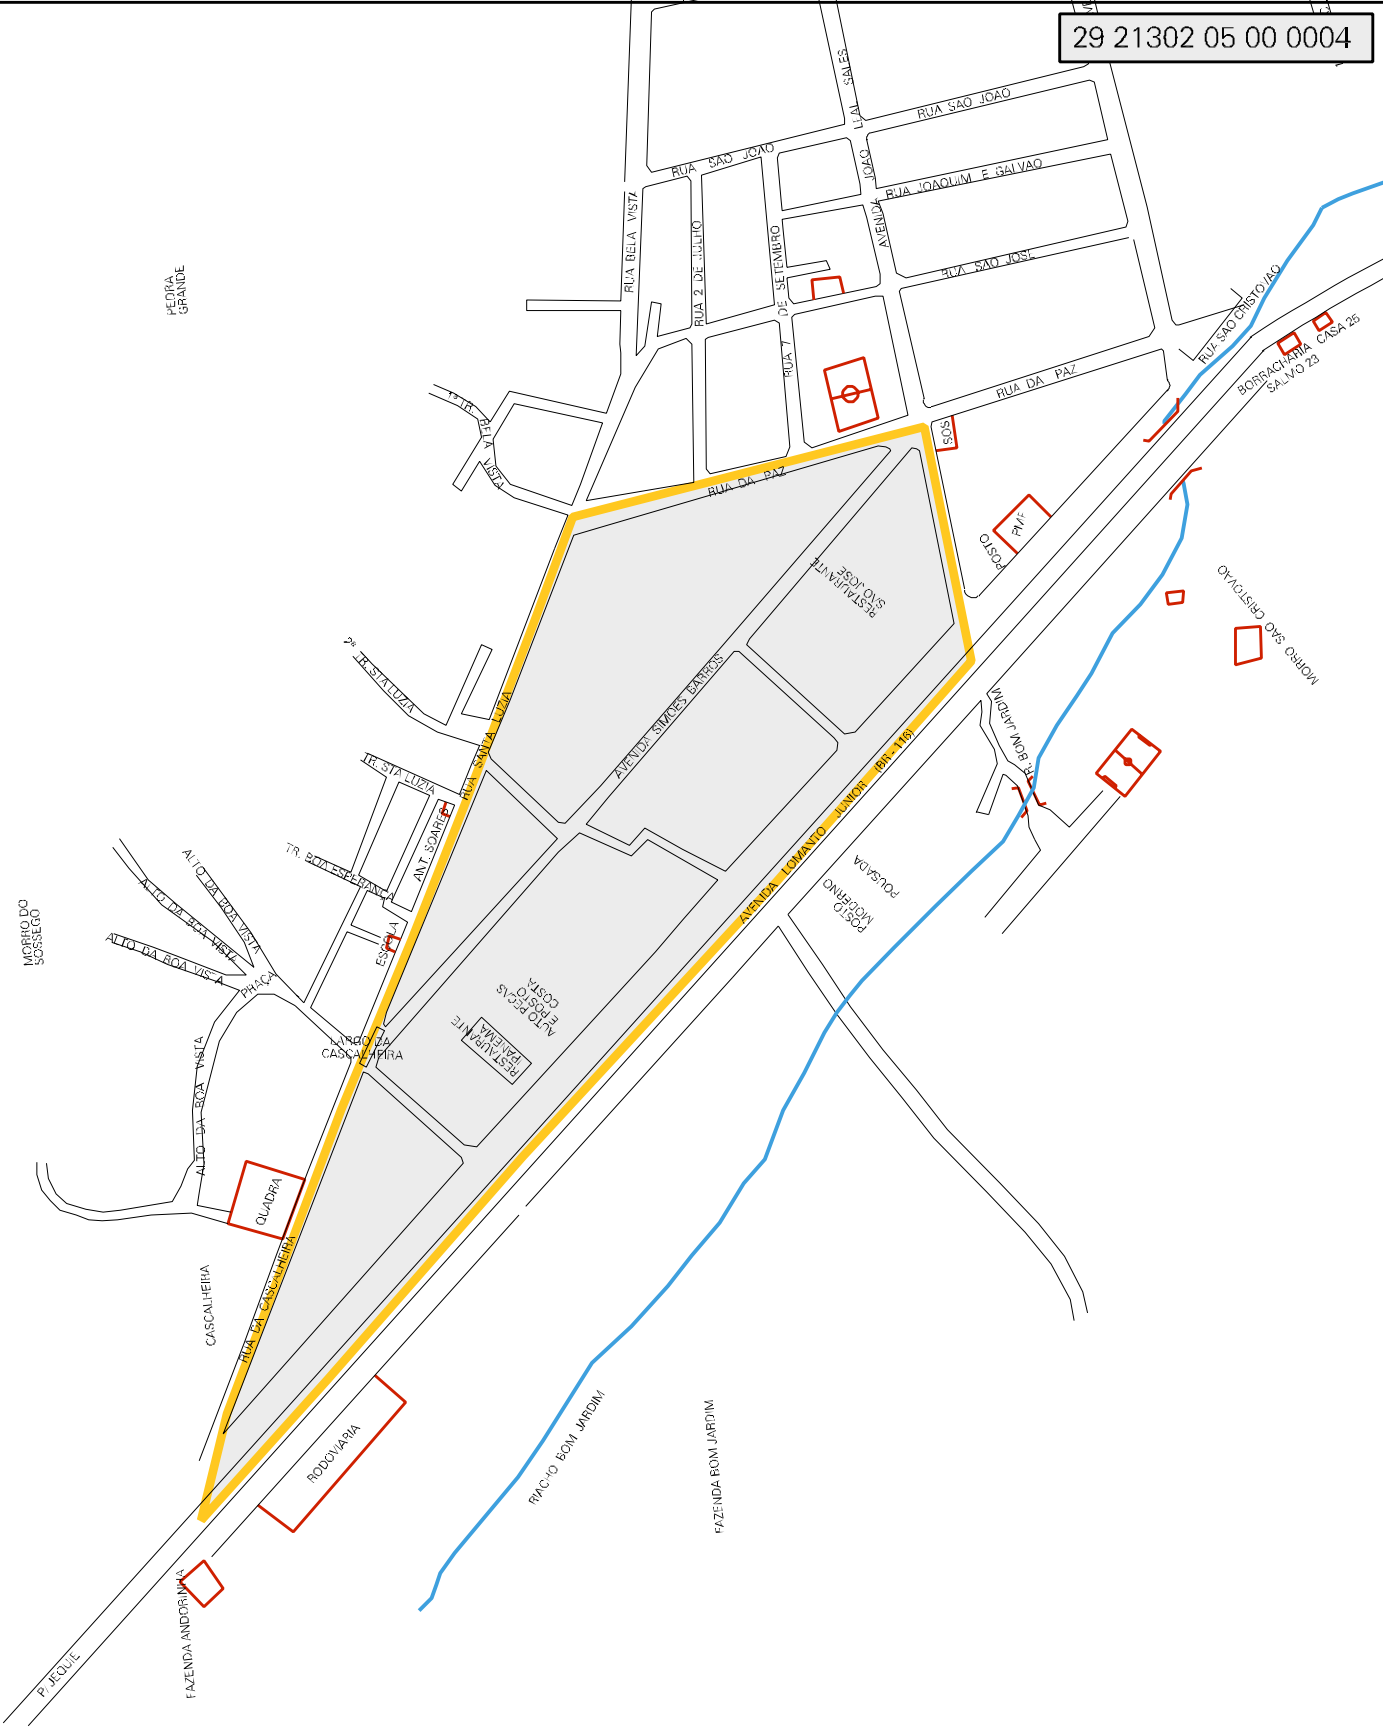 29 21302 05 00 0004
LEAL SALES
RUA SAO JOAO
RUA SAO JOAO
AVENIDA JOAO
RUA JOAQUIM E GALVAO
RUA BELA VISTA
RUA 2 DE JULHO
RUA 7 DE SETEMBRO
RUA SAO JOSE
PEDRA
GRANDE
RUA SAO CRISTOVAO
BORRACHARIA CASA 25
SALMO 23
RUA DA PAZ
1ª TR. BELA VISTA
SOS
RUA DA PAZ
POSTO
PMF
RESTAURANTE
SAO JOSE
MORRO SAO CRISTOVAO
2ª TR. STA LUZIA
RUA SANTA LUZIA
AVENIDA SIMOES BARROS
TR. STA LUZIA
R. BOM JARDIM
AVENIDA LOMANTO JUNIOR (BR - 116)
ANT. SOARES
TR. BOA ESPERANÇA
ALTO DA BOA VISTA
ALTO DA BOA VISTA
ALTO DA BOA VISTA
POUSADA
POSTO
MODERNO
MORRO DO
SOSSEGO
ESCOLA
PRAÇA
AUTO PEÇAS
E POSTO
COSTA
RESTAURANTE
IPANEMA
LARGO DA
CASCALHEIRA
ALTO DA BOA VISTA
QUADRA
RUA DA CASCALHEIRA
CASCALHEIRA
RODOVIARIA
RIACHO BOM JARDIM
FAZENDA BOM JARDIM
FAZENDA ANDORINHA
P/ JEQUIE